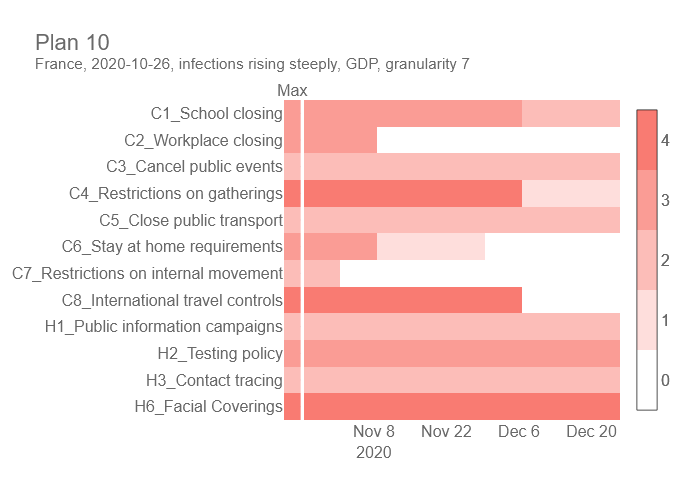 Plan 10
France, 2020-10-26, infections rising steeply, GDP, granularity 7
Max
C1_School closing
C2_Workplace closing
C3_Cancel public events
C4_Restrictions on gatherings
C5_Close public transport
C6_Stay at home requirements
C7_Restrictions on internal movement
C8_International travel controls
H1_Public information campaigns
H2_Testing policy
H3_Contact tracing
H6_Facial Coverings
Nov 8 Nov 22 Dec 6 Dec 20
2020
4
3
2
1
0